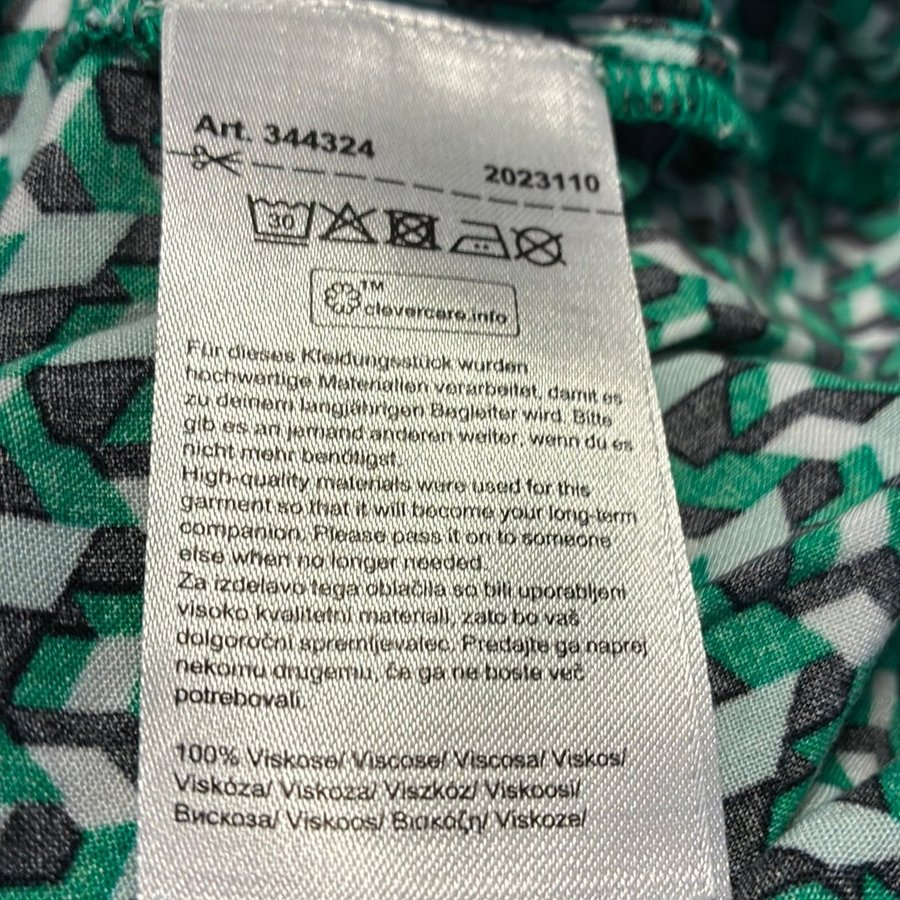 Art. 344324
2023110
30
TM
clevercare.info
Für dieses Kleidungsstück wurden
hochwertige Materialien verarbeitet, damit es
zu deinem langjährigen Begleiter wird. Bitte
gib es an jemand anderen weiter, wenn du es
nicht mehr benötigst.
High-quality materials were used for this
garment so that it will become your long-term
companion. Please pass it on to someone
else when no longer needed.
Za izdelavo tega oblačila so bili uporabljeni
visoko kvalitetni materiali, zato bo vaš
dolgoročni spremljevalec. Predajte ga naprej
nekomu drugemu, če ga ne boste več
potrebovali.
100% Viskose/ Viscose/ Viscosa/ Viskos/
Viskóza/ Viskoza/ Viszkóz/ Viskoosi/
Вискоза/ Viskoos/ Βισκόζη/ Viskoze/